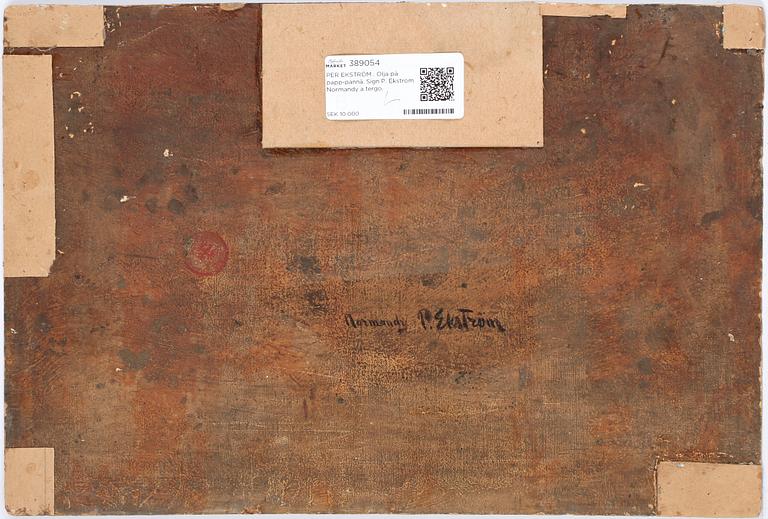 MARKET 389054
PER EKSTRÖM. Olja på
papp-panna. Sign P. Ekström
Normandy a tergo.
SEK 10 000
Normandy P. Ekström